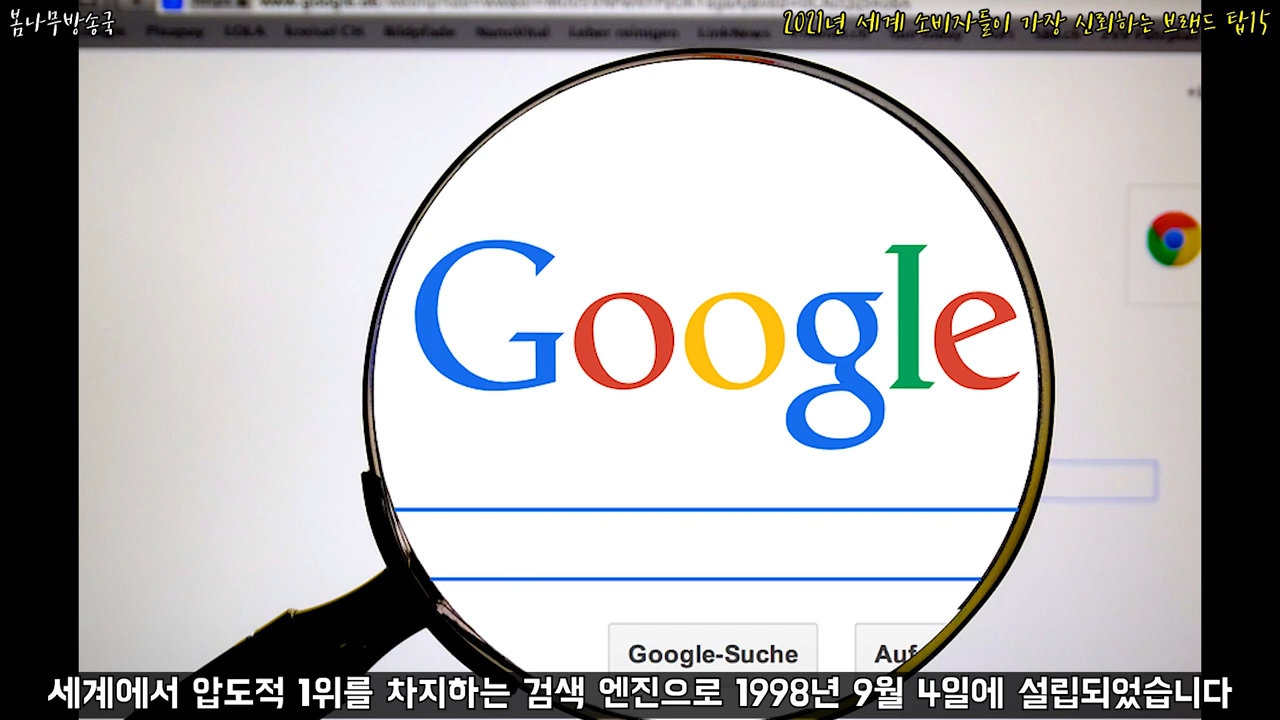 봄나무방송국
2021년 세계 소비자들이 가장 신뢰하는 브랜드 탑15
Google
Google-Suche
Auf
세계에서 압도적 1위를 차지하는 검색 엔진으로 1998년 9월 4일에 설립되었습니다